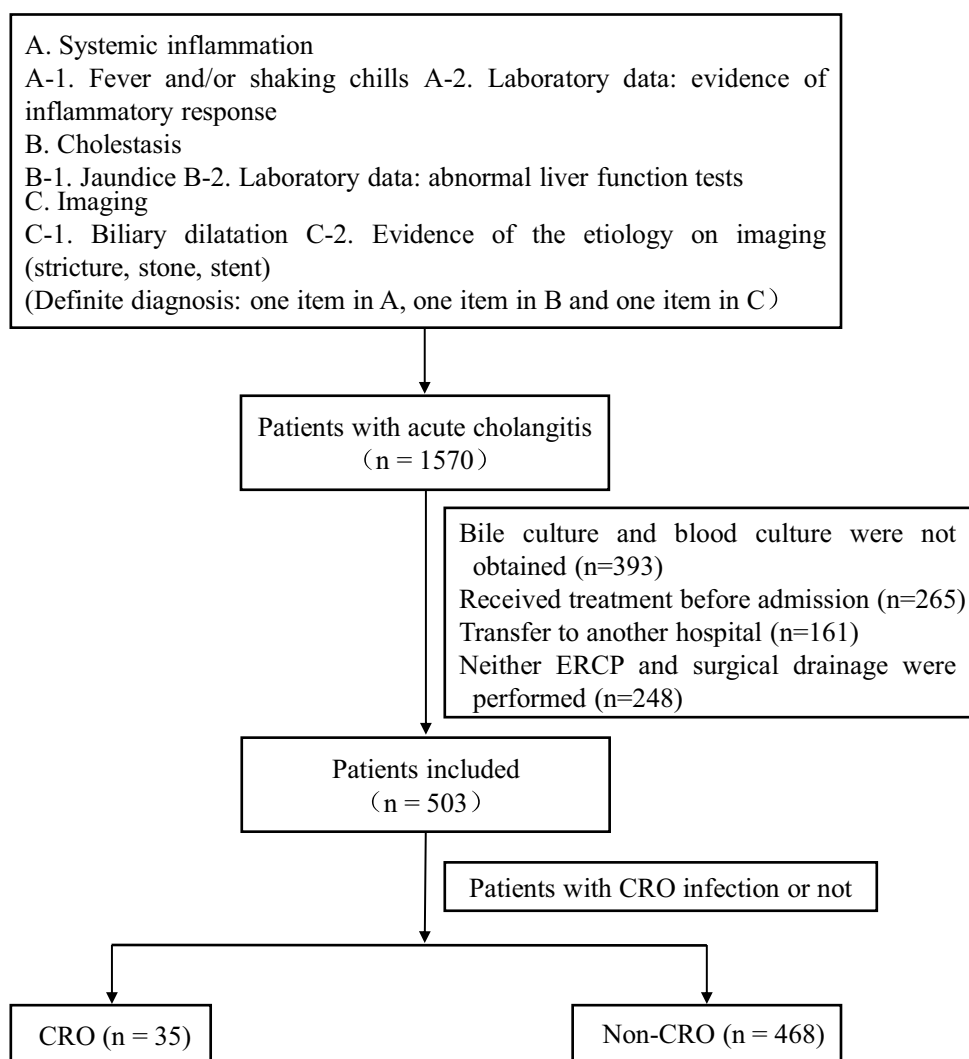 A. Systemic inflammation
A-1. Fever and/or shaking chills A-2. Laboratory data: evidence of
inflammatory response
B. Cholestasis
B-1. Jaundice B-2. Laboratory data: abnormal liver function tests
C. Imaging
C-1. Biliary dilatation C-2. Evidence of the etiology on imaging
(stricture, stone, stent)
(Definite diagnosis: one item in A, one item in B and one item in C）
Patients with acute cholangitis
（n = 1570）
Bile culture and blood culture were not
obtained (n=393)
Received treatment before admission (n=265)
Transfer to another hospital (n=161)
Neither ERCP and surgical drainage were
performed (n=248)
Patients included
（n = 503）
Patients with CRO infection or not
CRO (n = 35)
Non-CRO (n = 468)